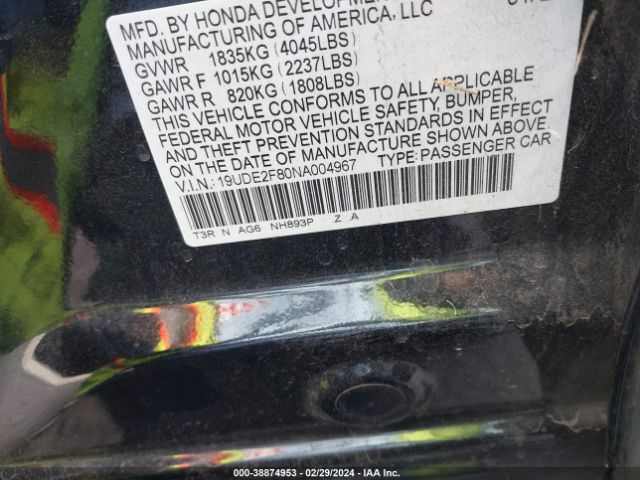 MFD. BY HONDA DEVELOPMENT
MANUFACTURING OF AMERICA, LLC
GVWR 1835KG (4045LBS)
GAWR F 1015KG (2237LBS)
GAWR R 820KG (1808LBS)
THIS VEHICLE CONFORMS TO ALL APPLICABLE
FEDERAL MOTOR VEHICLE SAFETY, BUMPER,
AND THEFT PREVENTION STANDARDS IN EFFECT
ON THE DATE OF MANUFACTURE SHOWN ABOVE.
V.I.N.: 19UDE2F80NA004967 TYPE: PASSENGER CAR
T3R N AG6 NH893P .Z .A
000-38874953 - 02/29/2024 - IAA Inc.